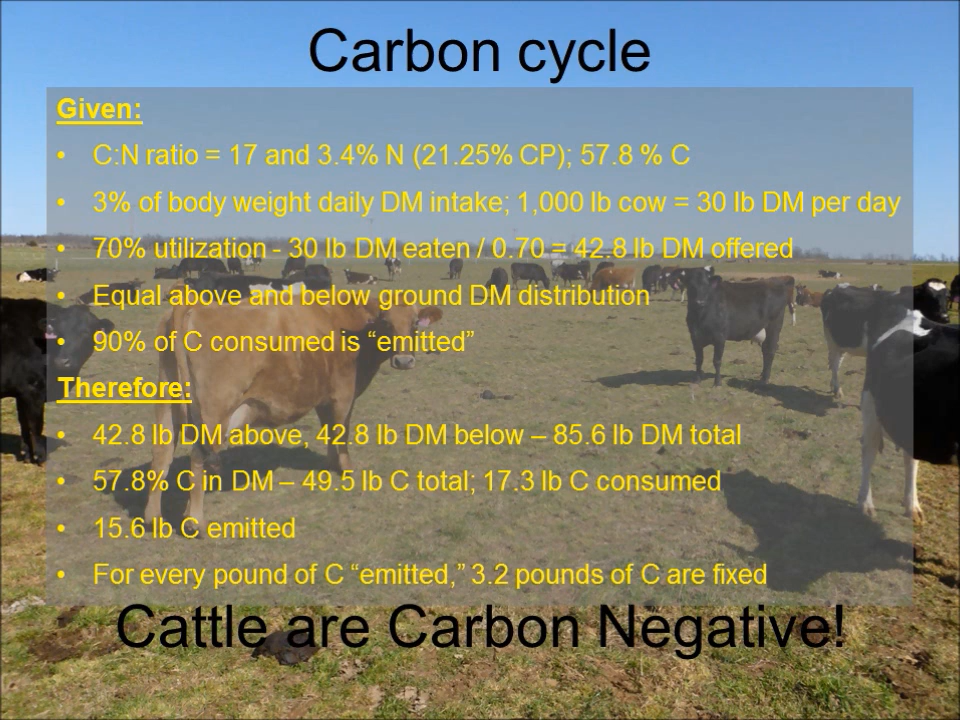 Carbon cycle
Given:
• C:N ratio = 17 and 3.4% N (21.25% CP); 57.8 % C
• 3% of body weight daily DM intake; 1,000 lb cow = 30 lb DM per day
• 70% utilization - 30 lb DM eaten / 0.70 = 42.8 lb DM offered
• Equal above and below ground DM distribution
• 90% of C consumed is “emitted”
Therefore:
• 42.8 lb DM above, 42.8 lb DM below – 85.6 lb DM total
• 57.8% C in DM – 49.5 lb C total; 17.3 lb C consumed
• 15.6 lb C emitted
• For every pound of C “emitted,” 3.2 pounds of C are fixed
Cattle are Carbon Negative!